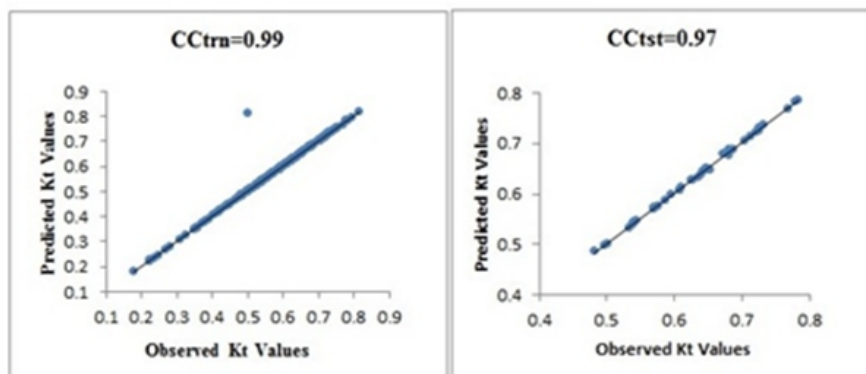 CCtrn=0.99
Predicted Kt Values
0.9
0.8
0.7
0.6
0.5
0.4
0.3
0.2
0.1
0.1 0.2 0.3 0.4 0.5 0.6 0.7 0.8 0.9
Observed Kt Values
CCtst=0.97
Predicted Kt Values
0.8
0.7
0.6
0.5
0.4
0.4 0.5 0.6 0.7 0.8
Observed Kt Values